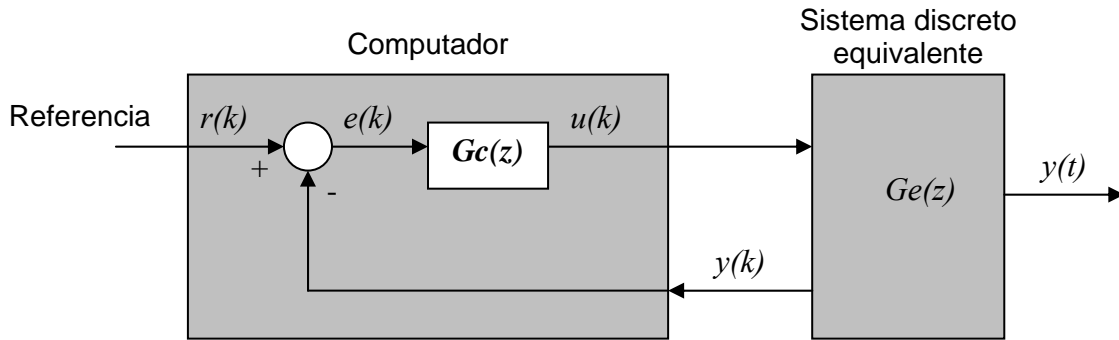 Sistema discreto
equivalente
Computador
Referencia
r(k)
e(k)
u(k)
+
-
Gc(z)
Ge(z)
y(t)
y(k)